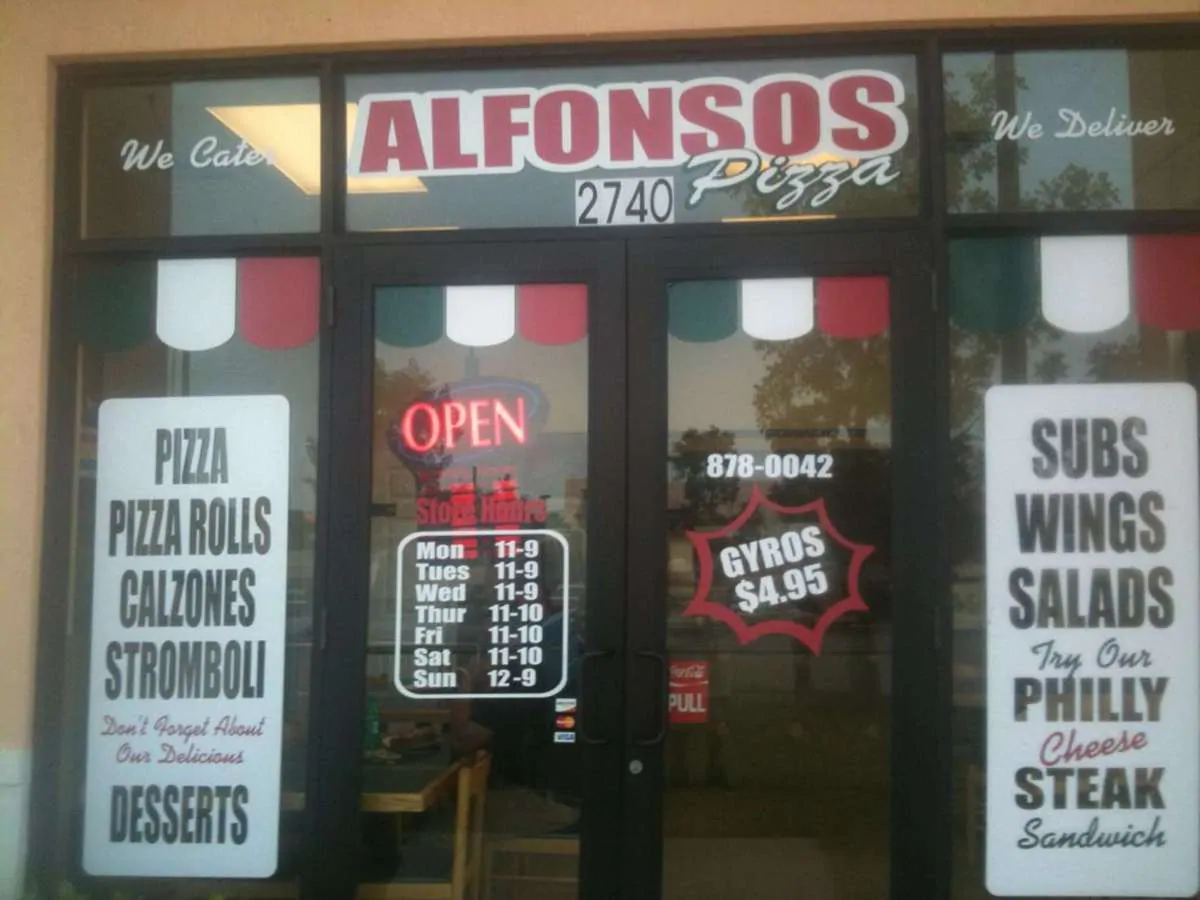 We Cater
ALFONSOS
Pizza
2740
We Deliver
PIZZA
PIZZA ROLLS
CALZONES
STROMBOLI
Don't Forget About
Our Delicious
DESSERTS
OPEN
Store Hours
Mon 11-9
Tues 11-9
Wed 11-9
Thur 11-10
Fri 11-10
Sat 11-10
Sun 12-9
VISA
878-0042
GYROS
$4.95
Coca-Cola
PULL
SUBS
WINGS
SALADS
Try Our
PHILLY
Cheese
STEAK
Sandwich